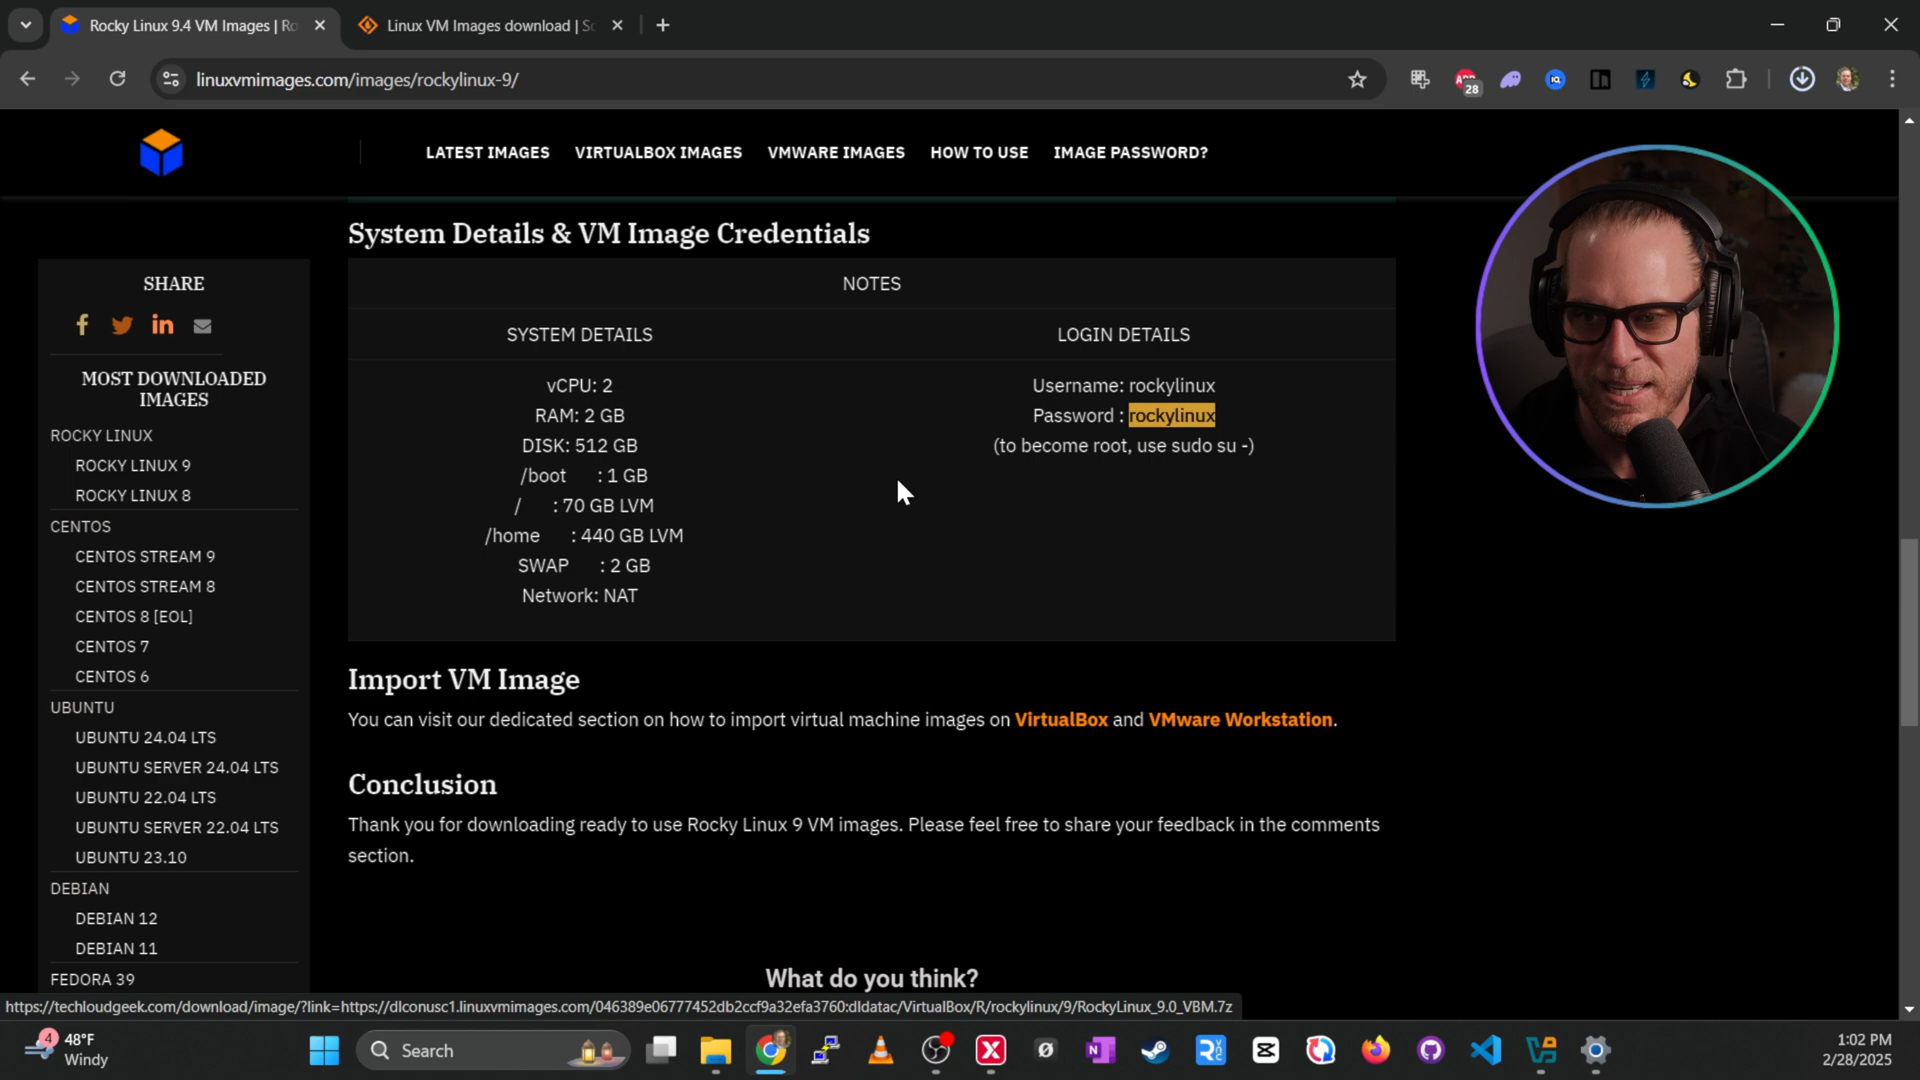 Rocky Linux 9.4 VM Images | Ro
Linux VM Images download | So
linuxvmimages.com/images/rockylinux-9/
28
LATEST IMAGES
VIRTUALBOX IMAGES
VMWARE IMAGES
HOW TO USE
IMAGE PASSWORD?
SHARE
MOST DOWNLOADED
IMAGES
ROCKY LINUX
ROCKY LINUX 9
ROCKY LINUX 8
CENTOS
CENTOS STREAM 9
CENTOS STREAM 8
CENTOS 8 [EOL]
CENTOS 7
CENTOS 6
UBUNTU
UBUNTU 24.04 LTS
UBUNTU SERVER 24.04 LTS
UBUNTU 22.04 LTS
UBUNTU SERVER 22.04 LTS
UBUNTU 23.10
DEBIAN
DEBIAN 12
DEBIAN 11
FEDORA 39
System Details & VM Image Credentials
NOTES
SYSTEM DETAILS
LOGIN DETAILS
vCPU: 2
RAM: 2 GB
DISK: 512 GB
/boot : 1 GB
/ : 70 GB LVM
/home : 440 GB LVM
SWAP : 2 GB
Network: NAT
Username: rockylinux
Password : rockylinux
(to become root, use sudo su -)
Import VM Image
You can visit our dedicated section on how to import virtual machine images on VirtualBox and VMware Workstation.
Conclusion
Thank you for downloading ready to use Rocky Linux 9 VM images. Please feel free to share your feedback in the comments
section.
What do you think?
https://techloudgeek.com/download/image/?link=https://dlconusc1.linuxvmimages.com/046389e06777452db2ccf9a32efa3760:dldatac/VirtualBox/R/rockylinux/9/RockyLinux_9.0_VBM.7z
4
48°F
Windy
Search
1:02 PM
2/28/2025